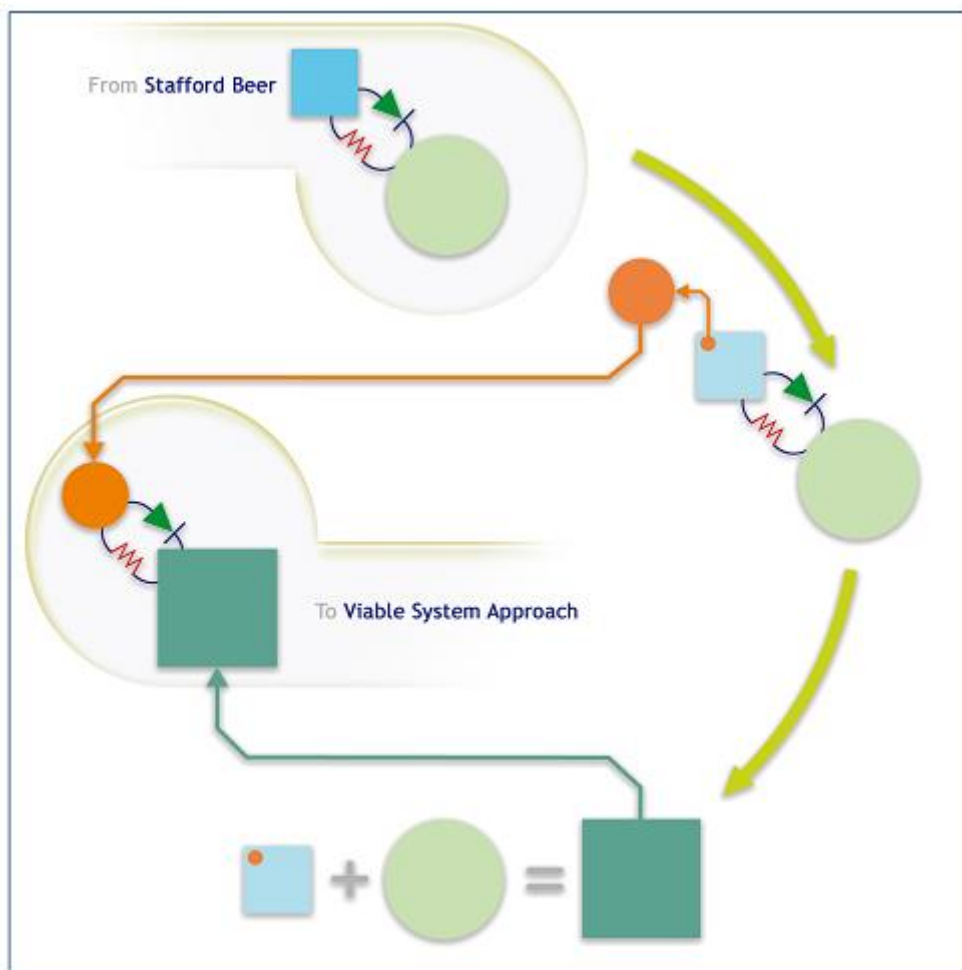 From Stafford Beer
To Viable System Approach
+ =